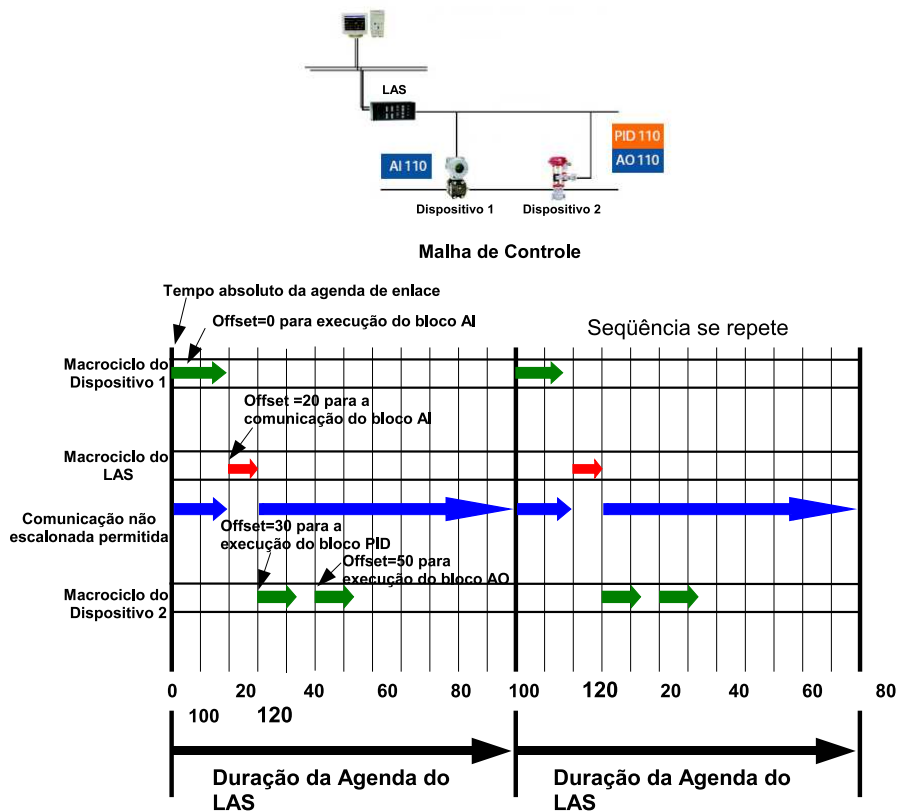 LAS
PID 110
AO 110
AI 110
Dispositivo 1
Dispositivo 2
Malha de Controle
Tempo absoluto da agenda de enlace
Offset=0 para execução do bloco AI
Seqüência se repete
Macrociclo do
Dispositivo 1
Offset =20 para a
comunicação do bloco AI
Macrociclo do
LAS
Comunicação não
escalonada permitida
Offset=30 para a
execução do bloco PID
Offset=50 para
execução do bloco AO
Macrociclo do
Dispositivo 2
0 20 40 60 80 100 120 20 40 60 80
100 120
Duração da Agenda do
LAS
Duração da Agenda do
LAS